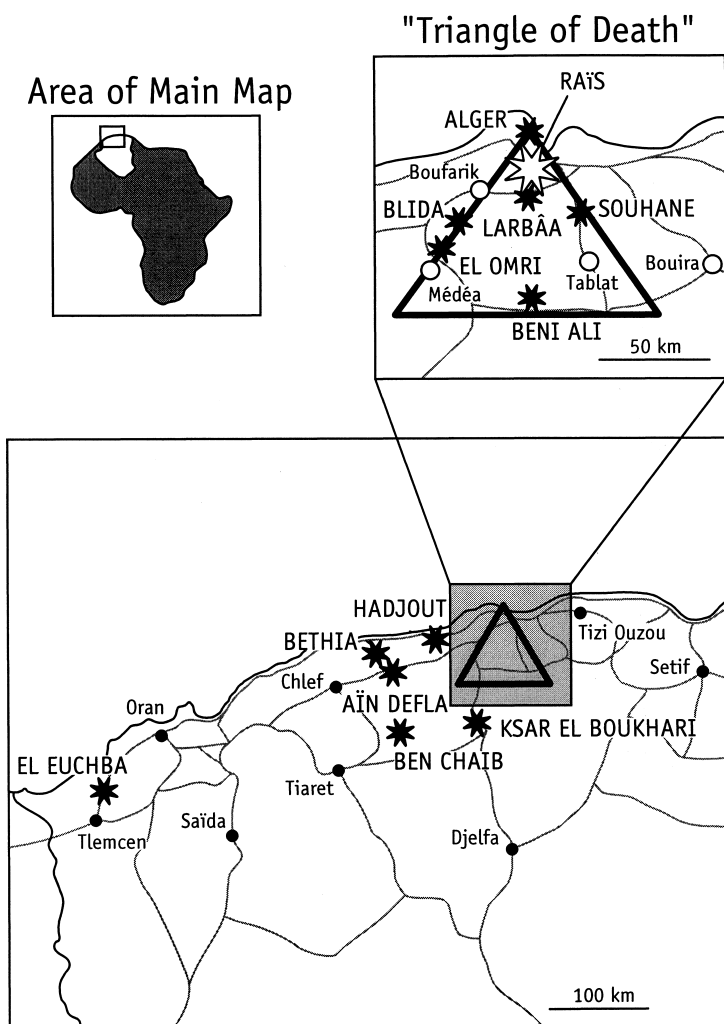 "Triangle of Death"
Area of Main Map
RAïS
ALGER
Boufarik
BLIDA
SOUHANE
LARBÂA
EL OMRI
Bouira
Tablat
Médéa
BENI ALI
50 km
HADJOUT
Tizi Ouzou
BETHIA
Setif
Chlef
AÏN DEFLA
Oran
KSAR EL BOUKHARI
BEN CHAIB
EL EUCHBA
Tiaret
Saïda
Djelfa
Tlemcen
100 km